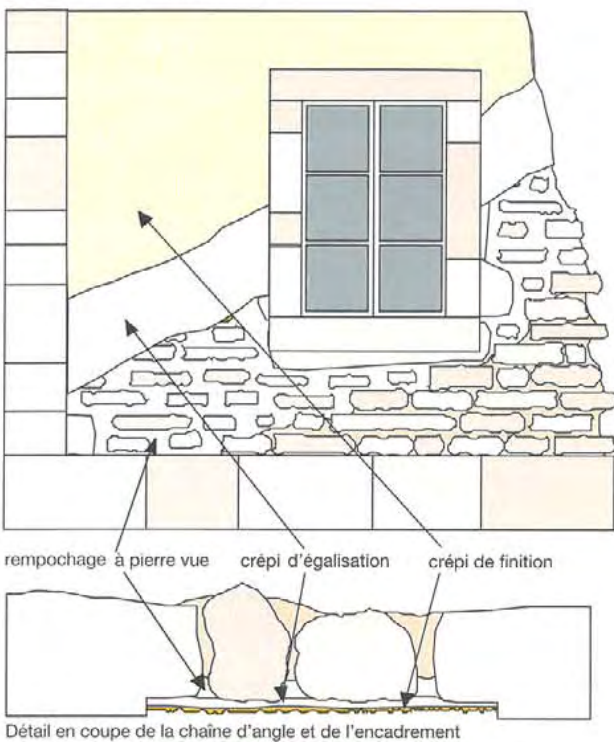 rempochage à pierre vue crépi d'égalisation crépi de finition
Détail en coupe de la chaîne d'angle et de l'encadrement